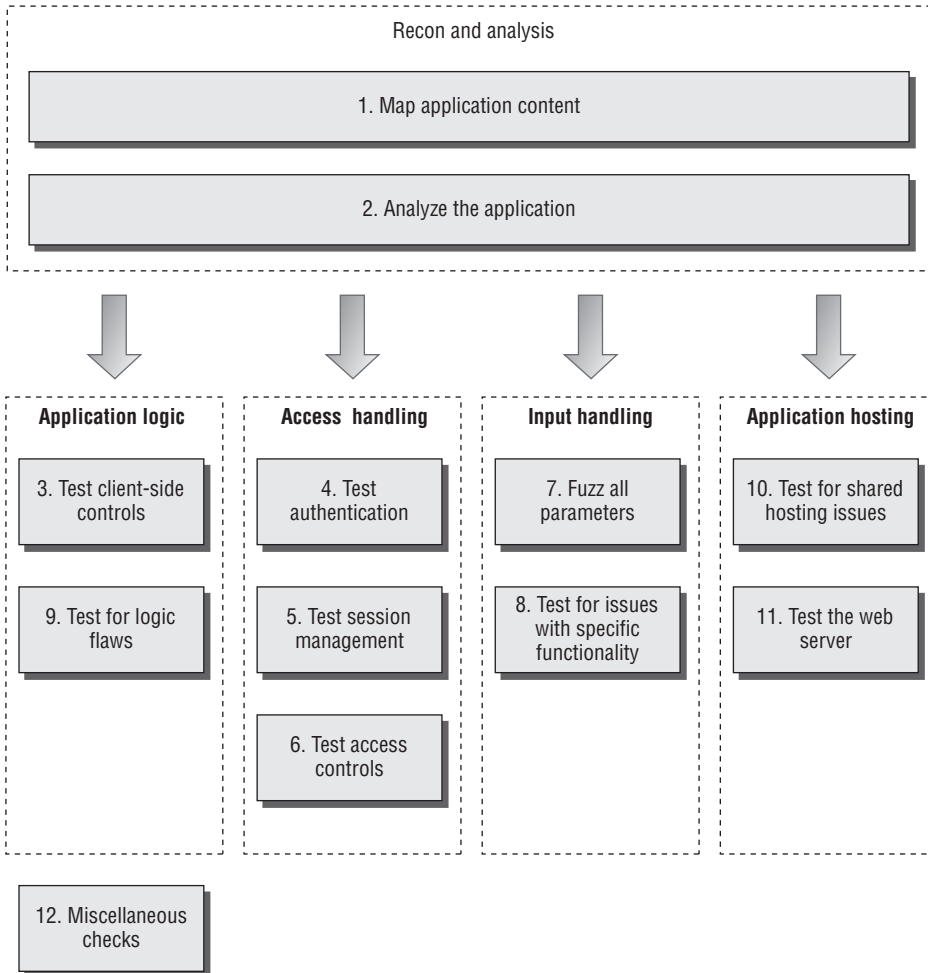 Recon and analysis
1. Map application content
2. Analyze the application
Application logic
3. Test client-side
controls
9. Test for logic
flaws
Access handling
4. Test
authentication
5. Test session
management
6. Test access
controls
Input handling
7. Fuzz all
parameters
8. Test for issues
with specific
functionality
Application hosting
10. Test for shared
hosting issues
11. Test the web
server
12. Miscellaneous
checks